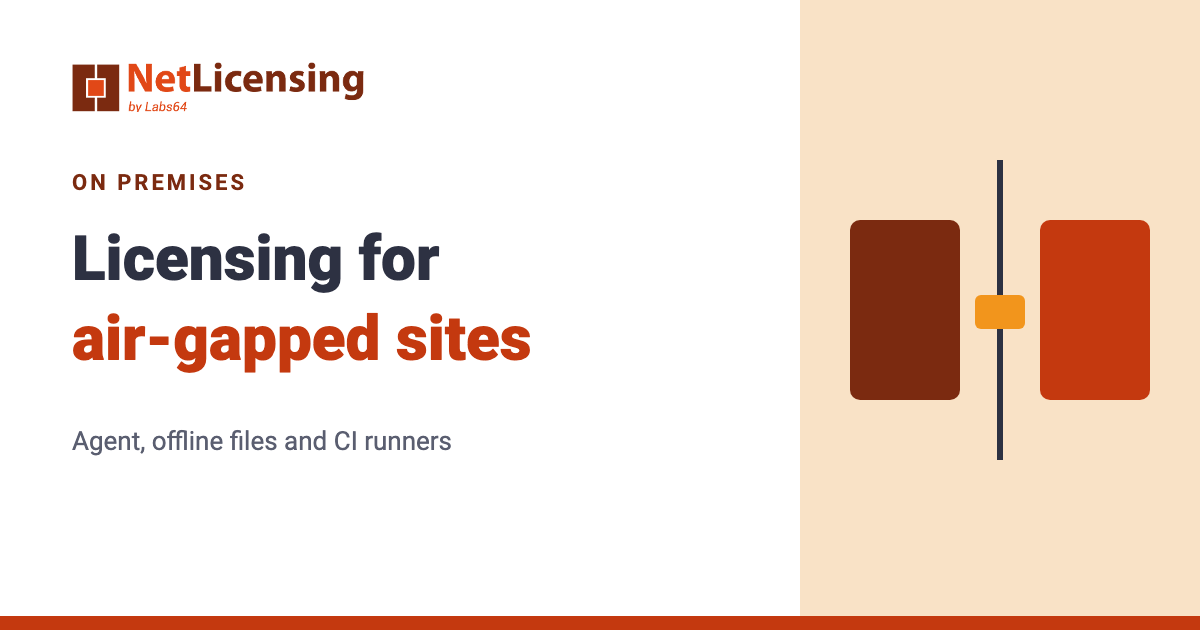 NetLicensing
by Labs64
ON PREMISES
Licensing for
air-gapped sites
Agent, offline files and CI runners